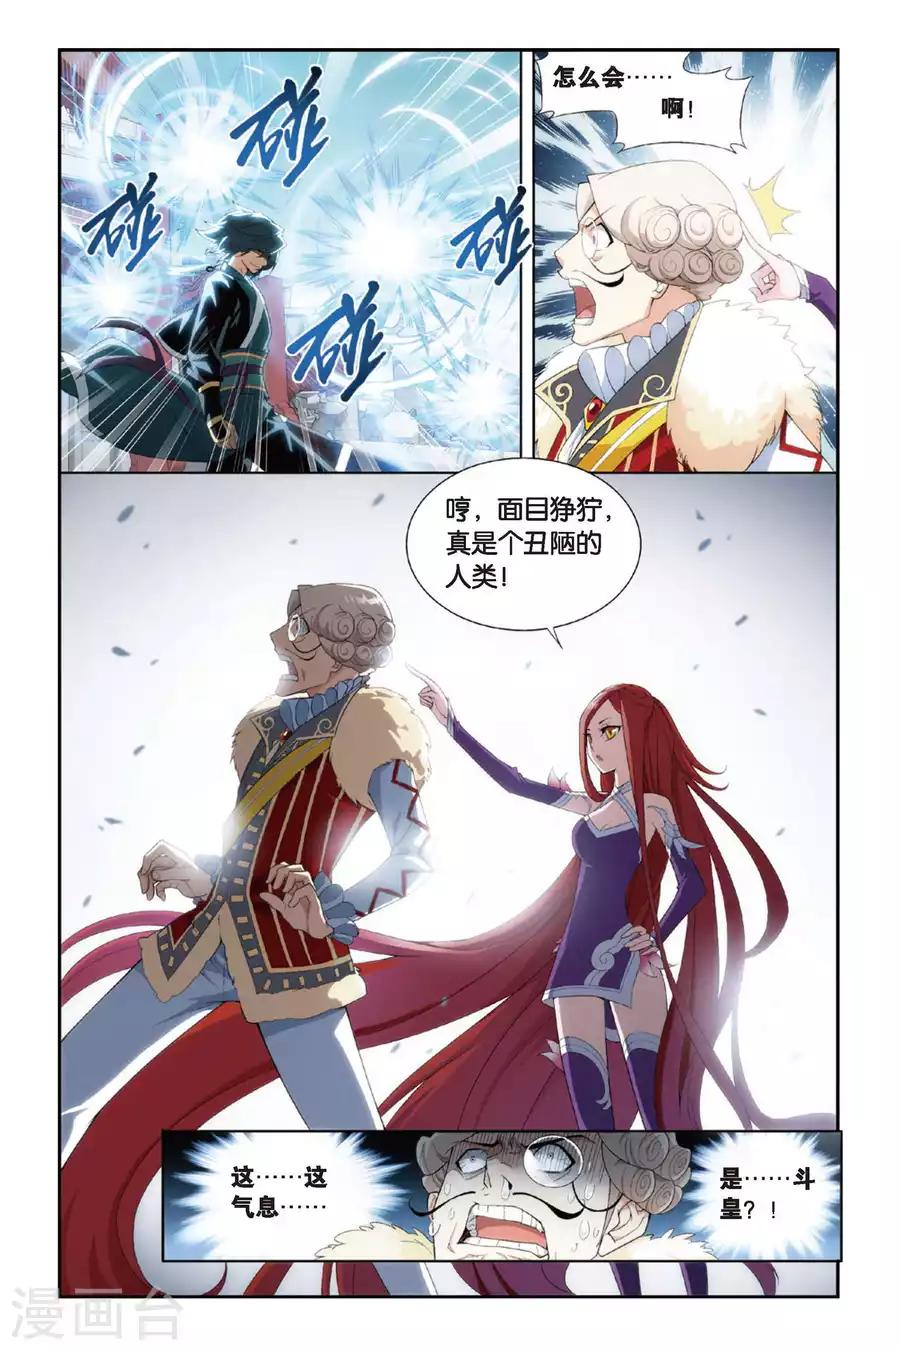 碰
碰
碰
碰
怎么会……
啊！
哼，面目狰狞，
真是个丑陋的
人类！
这……这
气息……
是……斗
皇？！
漫画台